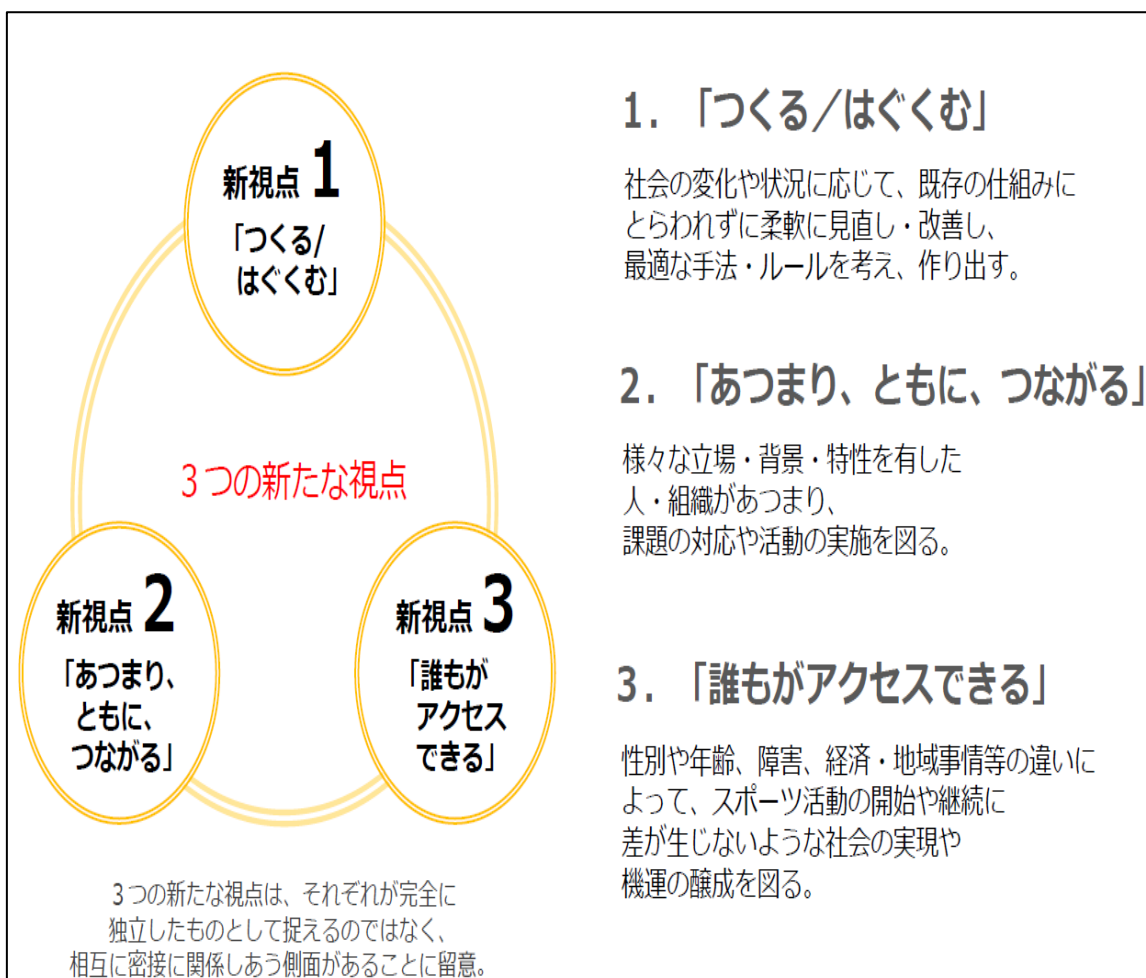 新視点 1
「つくる/
はぐくむ」
3つの新たな視点
新視点 2
「あつまり、
ともに、
つながる」
新視点 3
「誰もが
アクセス
できる」
3つの新たな視点は、それぞれが完全に
独立したものとして捉えるのではなく、
相互に密接に関係しあう側面があることに留意。
1. 「つくる／はぐくむ」
社会の変化や状況に応じて、既存の仕組みに
とらわれずに柔軟に見直し・改善し、
最適な手法・ルールを考え、作り出す。
2. 「あつまり、ともに、つながる」
様々な立場・背景・特性を有した
人・組織があつまり、
課題の対応や活動の実施を図る。
3. 「誰もがアクセスできる」
性別や年齢、障害、経済・地域事情等の違いに
よって、スポーツ活動の開始や継続に
差が生じないような社会の実現や
機運の醸成を図る。